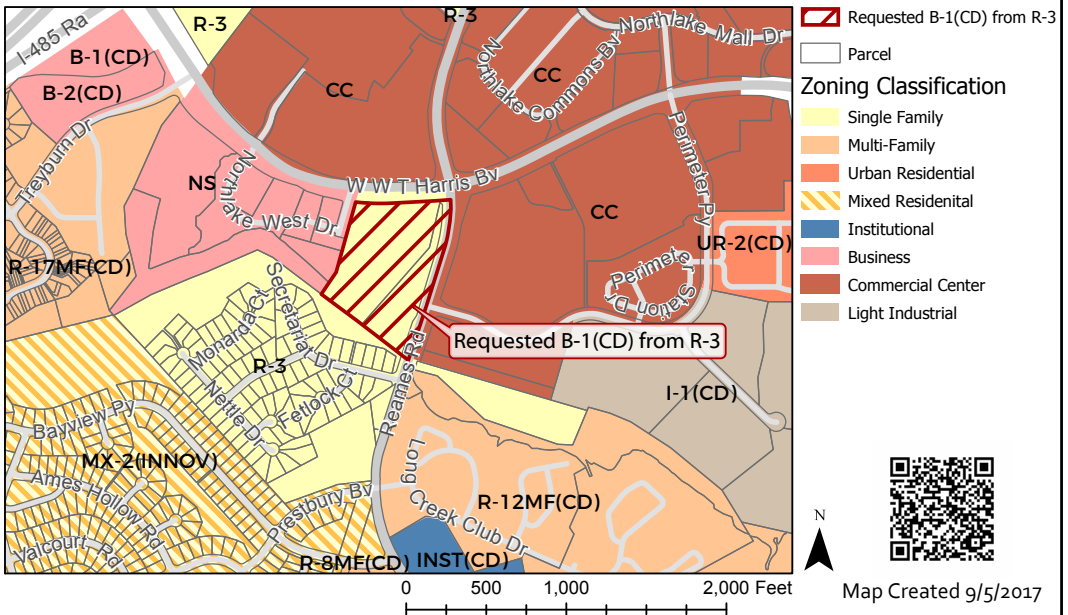 I-485 Ra
R-3
R-3
Northlake Mall Dr
B-1(CD)
B-2(CD)
CC
CC
Northlake Commons Bv
Treyburn Dr
Perimeter Py
NS
Northlake West Dr
W W T Harris Bv
CC
UR-2(CD)
R-17MF(CD)
Perimeter Station Dr
Secretariat Dr
Monarda Ct
Requested B-1(CD) from R-3
R-3
Reames Rd
Nettle Dr
Fetlock Ct
I-1(CD)
Bayview Py
MX-2(INNOV)
Ames Hollow Rd
Long Creek Club Dr
R-12MF(CD)
Prestbury Bv
Valcourt Rd
R-8MF(CD)
INST(CD)
0 500 1,000 2,000 Feet
Requested B-1(CD) from R-3
Parcel
Zoning Classification
Single Family
Multi-Family
Urban Residential
Mixed Residenital
Institutional
Business
Commercial Center
Light Industrial
N
Map Created 9/5/2017